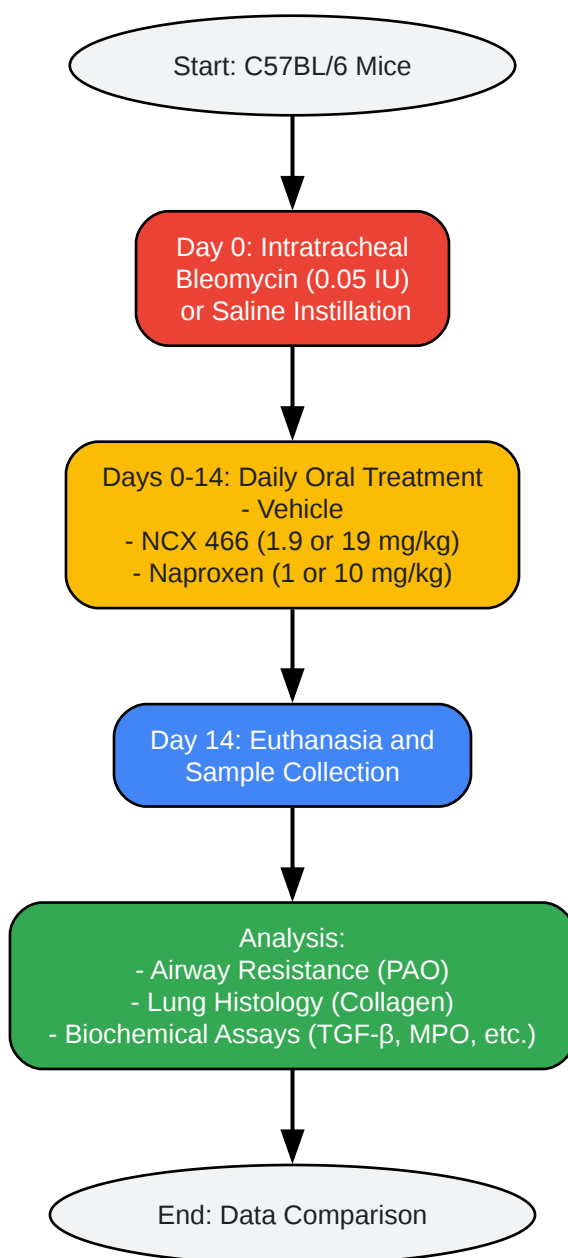 Start: C57BL/6 Mice
Day 0: Intratracheal
Bleomycin (0.05 IU)
or Saline Instillation
Days 0-14: Daily Oral Treatment
- Vehicle
- NCX 466 (1.9 or 19 mg/kg)
- Naproxen (1 or 10 mg/kg)
Day 14: Euthanasia and
Sample Collection
Analysis:
- Airway Resistance (PAO)
- Lung Histology (Collagen)
- Biochemical Assays (TGF-β, MPO, etc.)
End: Data Comparison